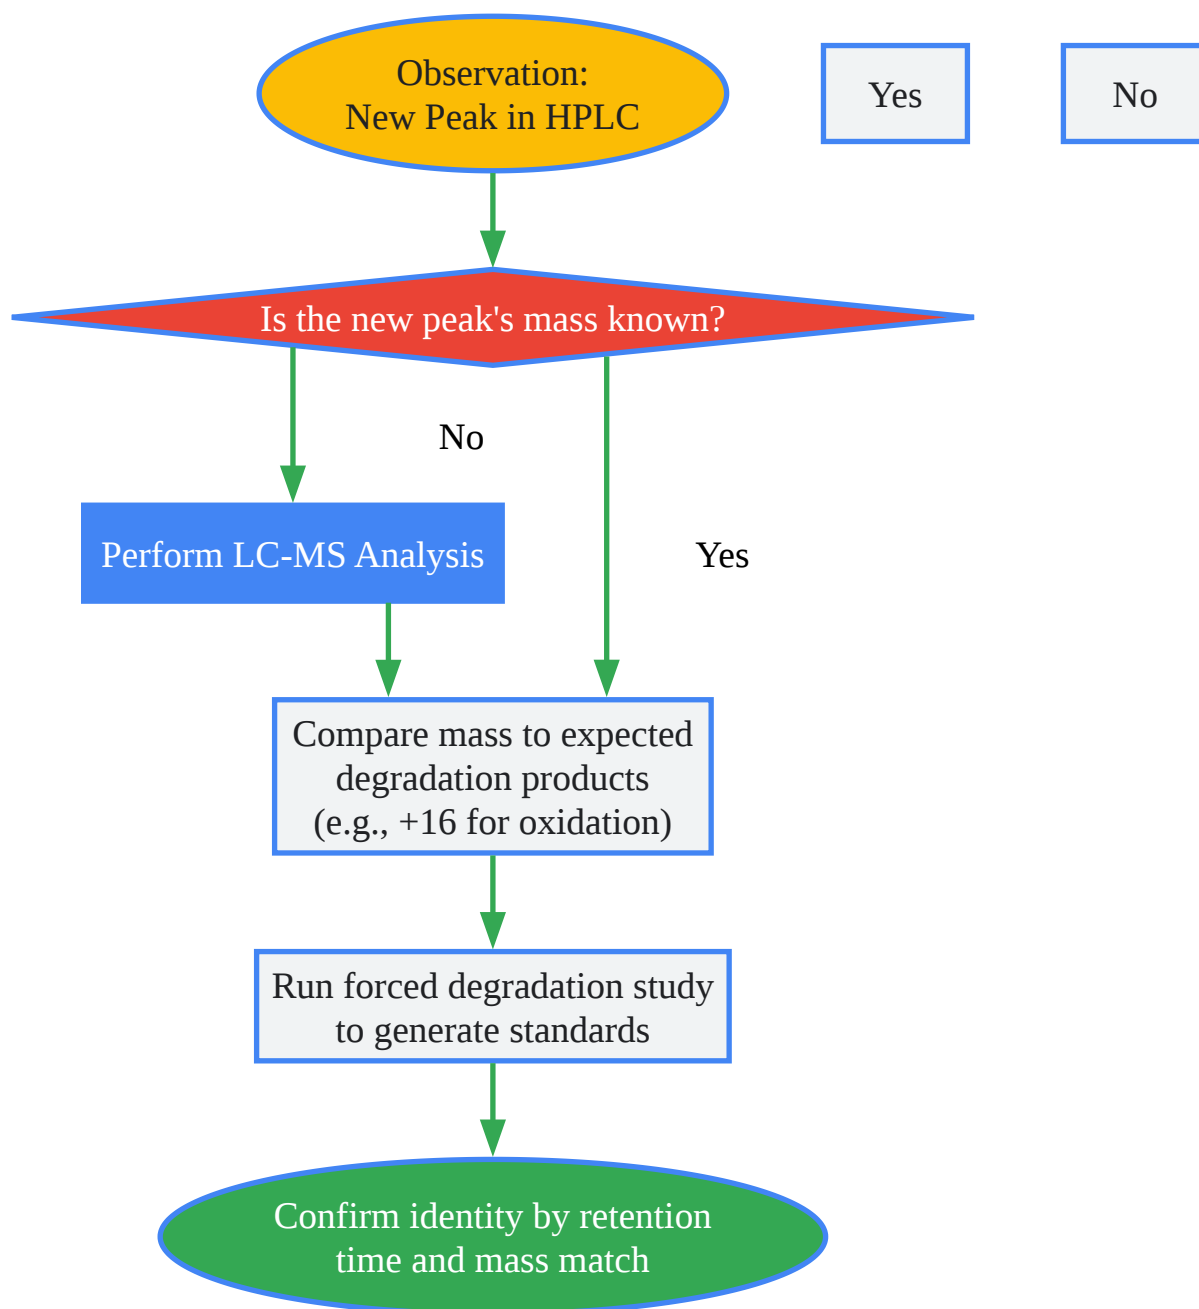 Observation:
New Peak in HPLC
Yes
No
Is the new peak's mass known?
No
Perform LC-MS Analysis
Yes
Compare mass to expected
degradation products
(e.g., +16 for oxidation)
Run forced degradation study
to generate standards
Confirm identity by retention
time and mass match